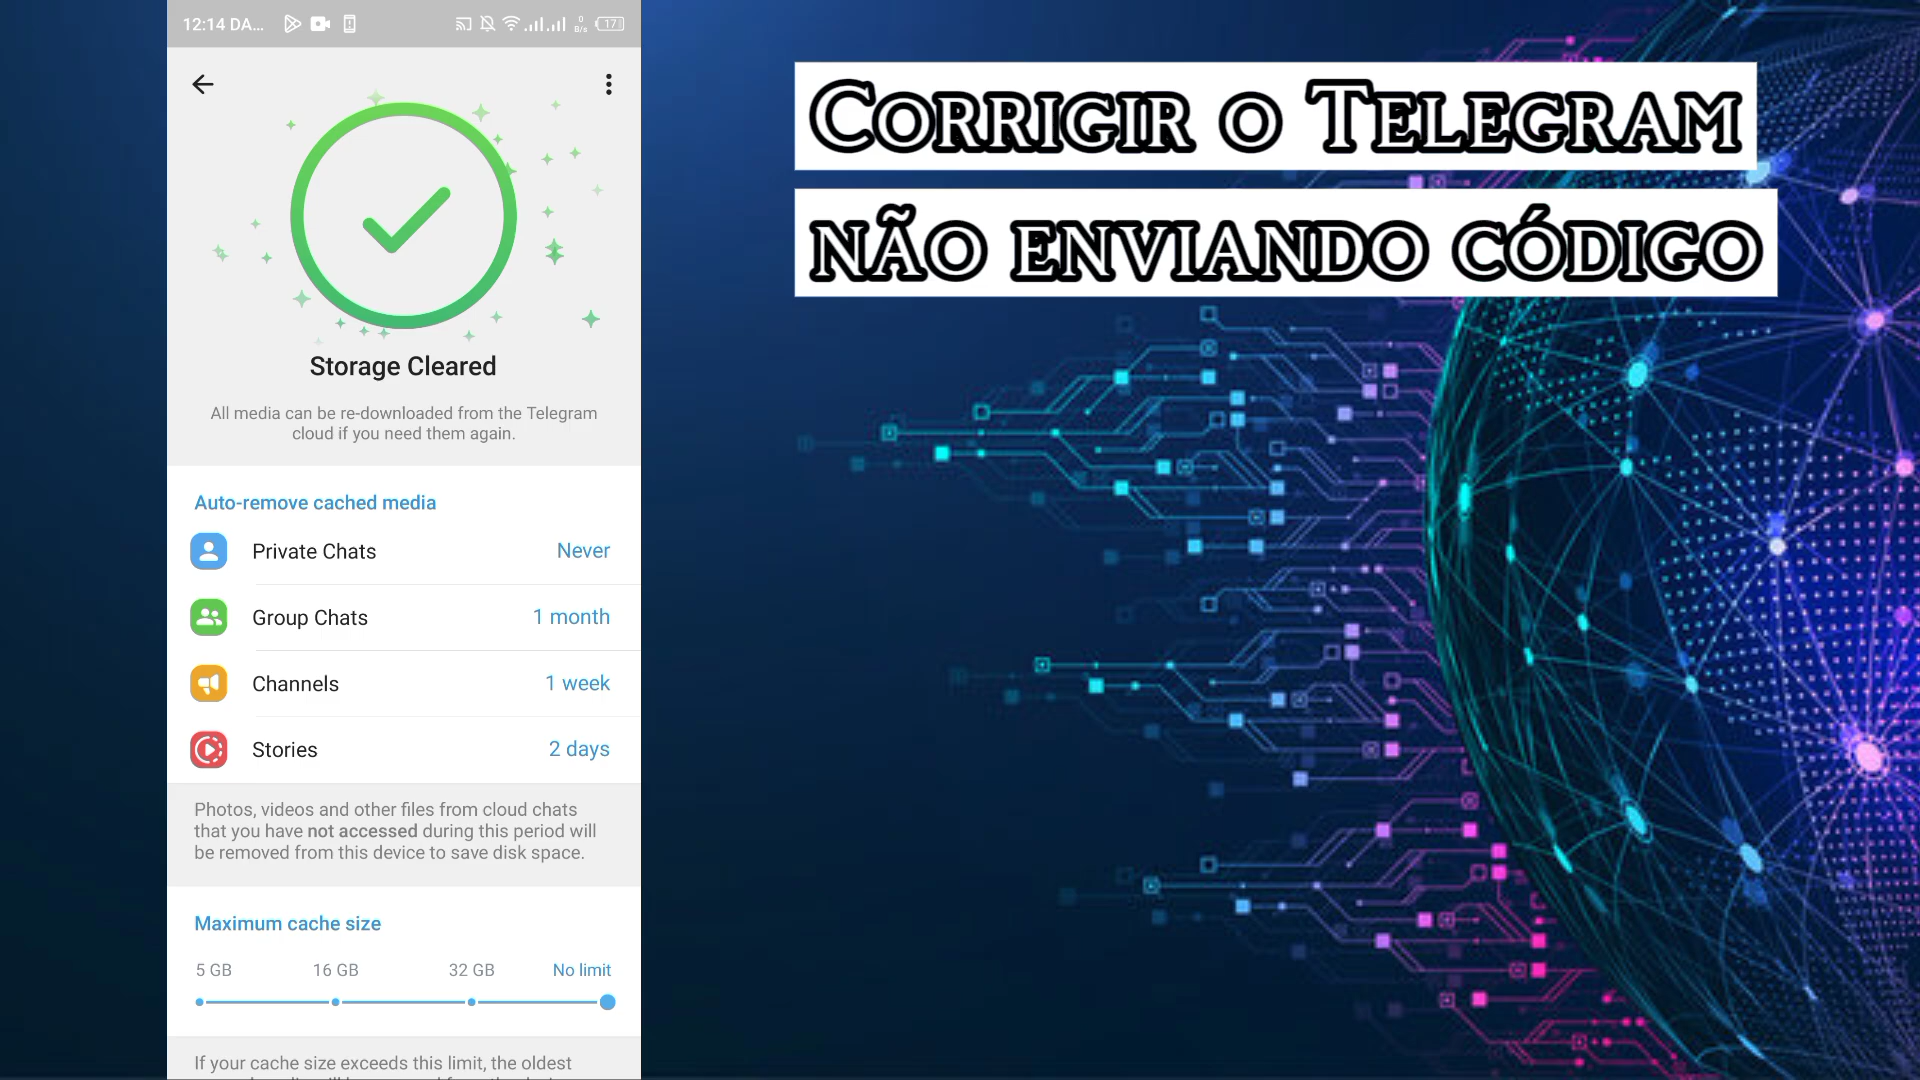 12:14 DA...
0
B/s
17
CORRIGIR O TELEGRAM
NÃO ENVIANDO CÓDIGO
Storage Cleared
All media can be re-downloaded from the Telegram
cloud if you need them again.
Auto-remove cached media
Private Chats Never
Group Chats 1 month
Channels 1 week
Stories 2 days
Photos, videos and other files from cloud chats
that you have not accessed during this period will
be removed from this device to save disk space.
Maximum cache size
5 GB 16 GB 32 GB No limit
If your cache size exceeds this limit, the oldest